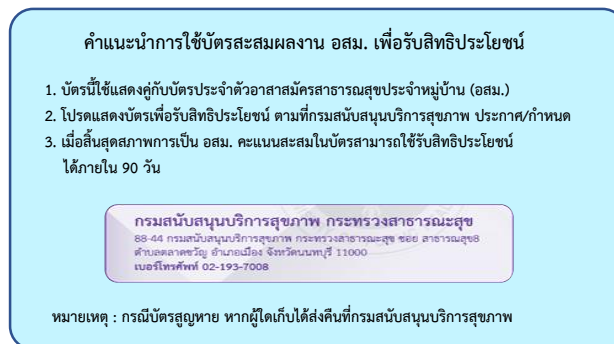 คำแนะนำการใช้บัตรสะสมผลงาน อสม. เพื่อรับสิทธิประโยชน์
1. บัตรนี้ใช้แสดงคู่กับบัตรประจำตัวอาสาสมัครสาธารณสุขประจำหมู่บ้าน (อสม.)
2. โปรดแสดงบัตรเพื่อรับสิทธิประโยชน์ ตามที่กรมสนับสนุนบริการสุขภาพ ประกาศ/กำหนด
3. เมื่อสิ้นสุดสภาพการเป็น อสม. คะแนนสะสมในบัตรสามารถใช้รับสิทธิประโยชน์
ได้ภายใน 90 วัน
กรมสนับสนุนบริการสุขภาพ กระทรวงสาธารณะสุข
88-44 กรมสนับสนุนบริการสุขภาพ กระทรวงสาธารณะสุข ซอย สาธารณสุข8
ตำบลตลาดขวัญ อำเภอเมือง จังหวัดนนทบุรี 11000
เบอร์โทรศัพท์ 02-193-7008
หมายเหตุ : กรณีบัตรสูญหาย หากผู้ใดเก็บได้ส่งคืนที่กรมสนับสนุนบริการสุขภาพ